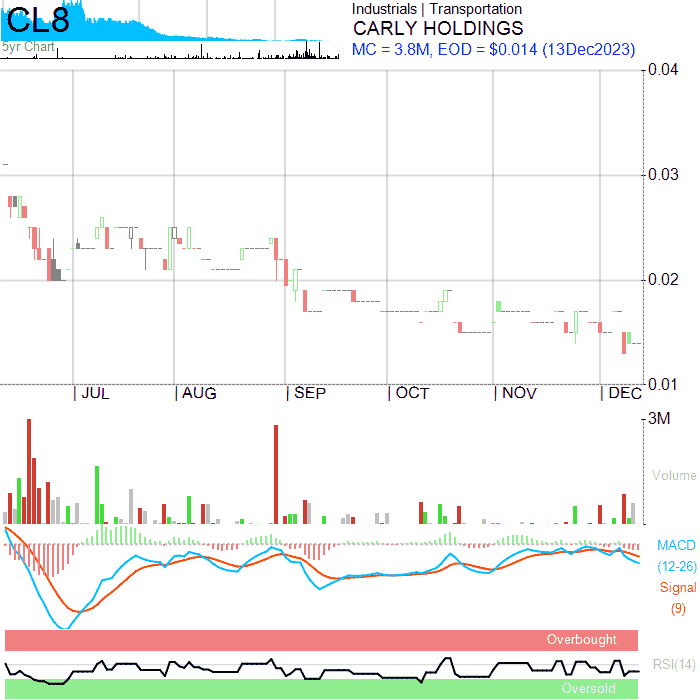 CL8
5yr Chart
Industrials | Transportation
CARLY HOLDINGS
MC = 3.8M, EOD = $0.014 (13Dec2023)
0.04
0.03
0.02
0.01
| JUL | AUG | SEP | OCT | NOV | DEC
3M
Volume
MACD
(12-26)
Signal
(9)
Overbought
RSI(14)
Oversold